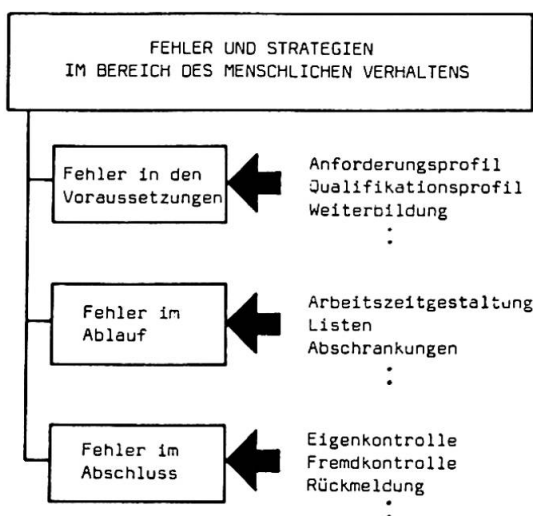 FEHLER UND STRATEGIEN
IM BEREICH DES MENSCHLICHEN VERHALTENS
Fehler in den
Voraussetzungen
Anforderungsprofil
Qualifikationsprofil
Weiterbildung
Fehler im
Ablauf
Arbeitszeitgestaltung
Listen
Abschrankungen
Fehler im
Abschluss
Eigenkontrolle
Fremdkontrolle
Rückmeldung